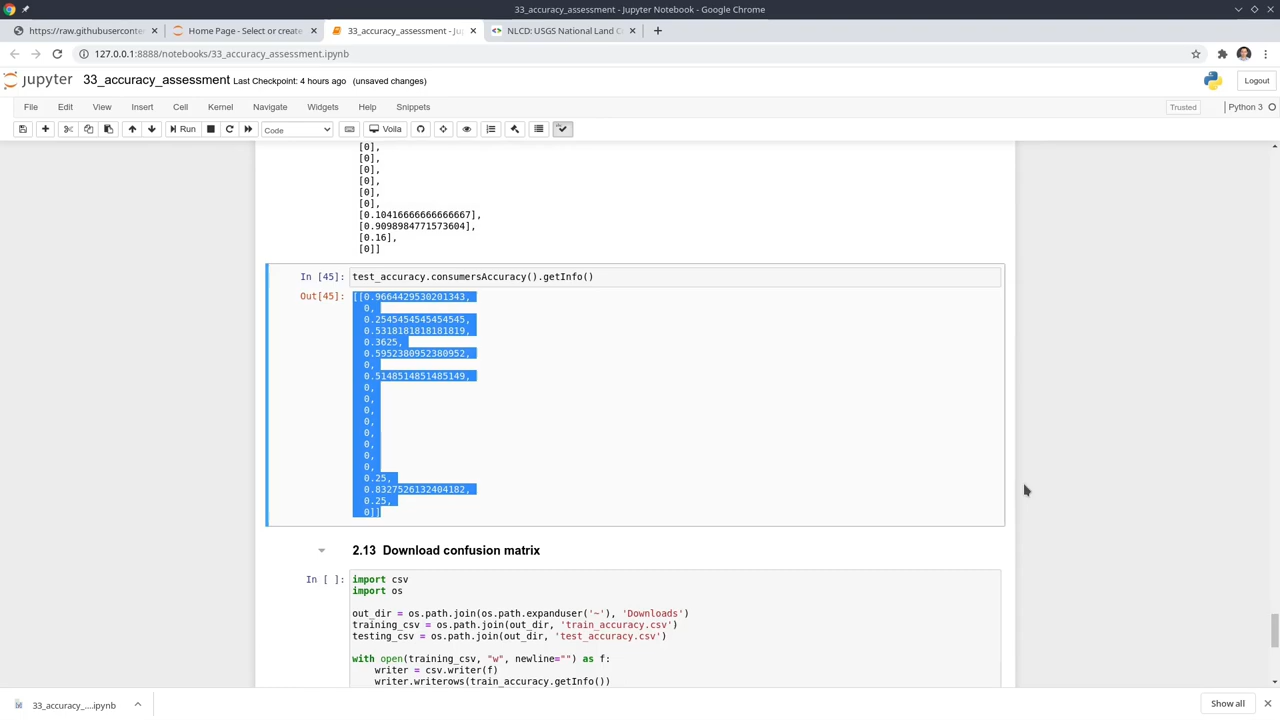 33_accuracy_assessment - Jupyter Notebook - Google Chrome
https://raw.githubuserconte
Home Page - Select or create
33_accuracy_assessment - Ju
NLCD: USGS National Land C
127.0.0.1:8888/notebooks/33_accuracy_assessment.ipynb
jupyter 33_accuracy_assessment Last Checkpoint: 4 hours ago (unsaved changes)
Logout
File Edit View Insert Cell Kernel Navigate Widgets Help Snippets
Trusted
Python 3
Run
Code
Voila
[0],
[0],
[0],
[0],
[0],
[0],
[0.10416666666666667],
[0.9098984771573604],
[0.16],
[0]]
In [45]: test_accuracy.consumersAccuracy().getInfo()
Out[45]: [[0.9664429530201343,
0,
0.2545454545454545,
0.5318181818181819,
0.3625,
0.5952380952380952,
0,
0.5148514851485149,
0,
0,
0,
0,
0,
0,
0,
0,
0.25,
0.8327526132404182,
0.25,
0]]
2.13 Download confusion matrix
In [ ]: import csv
import os
out_dir = os.path.join(os.path.expanduser('~'), 'Downloads')
training_csv = os.path.join(out_dir, 'train_accuracy.csv')
testing_csv = os.path.join(out_dir, 'test_accuracy.csv')
with open(training_csv, "w", newline="") as f:
writer = csv.writer(f)
writer.writerows(train_accuracy.getInfo())
33_accuracy_....ipynb
Show all